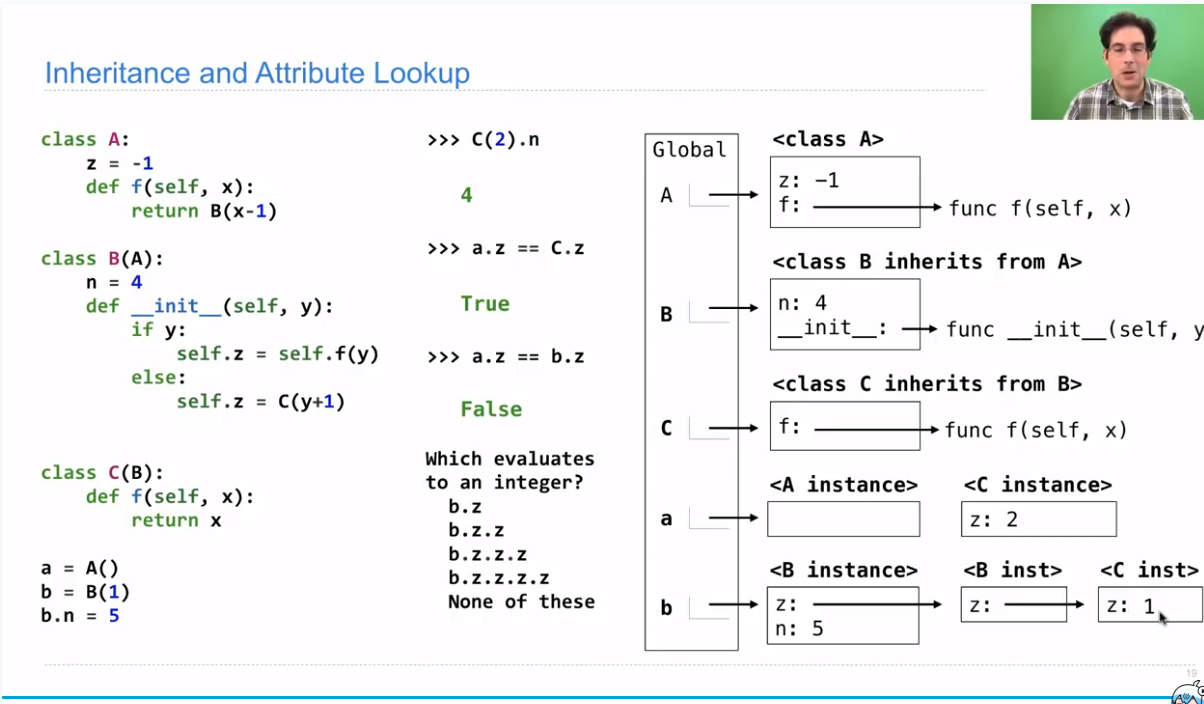 Inheritance and Attribute Lookup
class A:
z = -1
def f(self, x):
return B(x-1)
class B(A):
n = 4
def __init__(self, y):
if y:
self.z = self.f(y)
else:
self.z = C(y+1)
class C(B):
def f(self, x):
return x
a = A()
b = B(1)
b.n = 5
>>> C(2).n
4
>>> a.z == C.z
True
>>> a.z == b.z
False
Which evaluates
to an integer?
b.z
b.z.z
b.z.z.z
b.z.z.z.z
None of these
Global
A
B
C
a
b
<class A>
z: -1
f:
func f(self, x)
<class B inherits from A>
n: 4
__init__:
func __init__(self, y
<class C inherits from B>
f:
func f(self, x)
<A instance>
<C instance>
z: 2
<B instance>
z:
n: 5
<B inst>
z:
<C inst>
z: 1
19